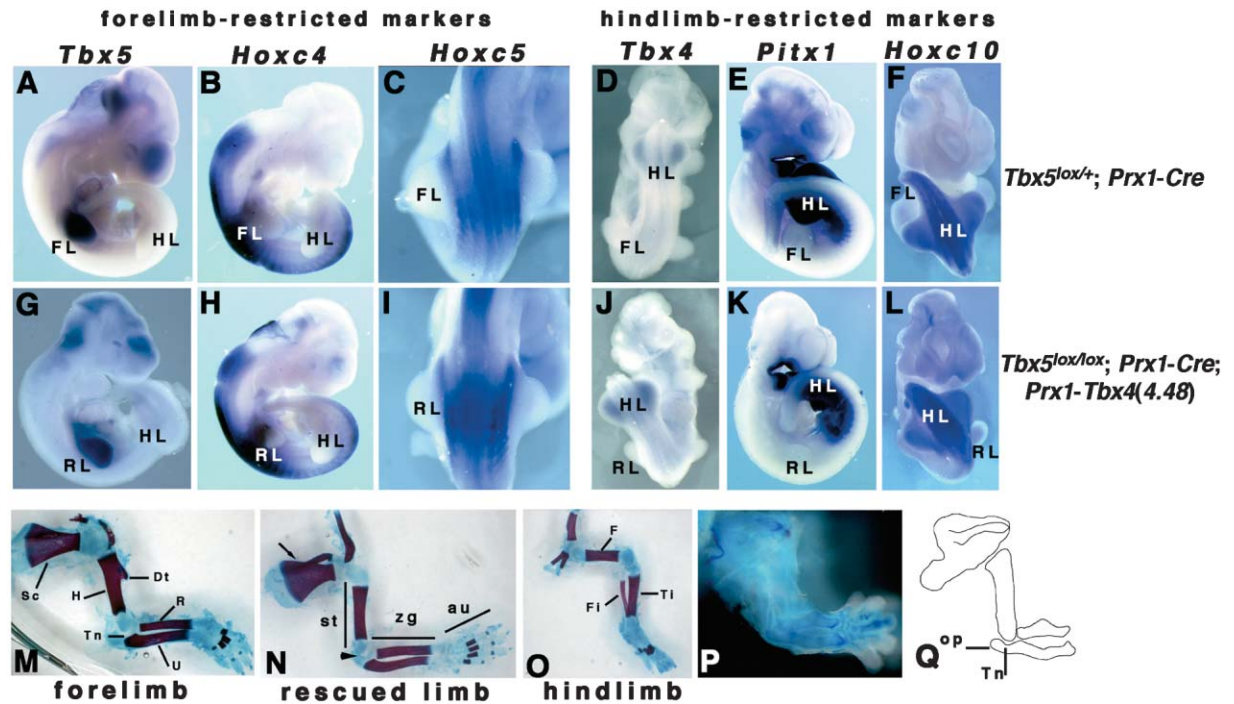 forelimb-restricted markers hindlimb-restricted markers
Tbx5 Hoxc4 Hoxc5 Tbx4 Pitx1 Hoxc10
A B C D E F
FL HL FL HL FL HL FL HL FL FL HL
Tbx5lox/+; Prx1-Cre
G H I J K L
RL HL RL HL RL HL RL HL RL HL RL
Tbx5lox/lox; Prx1-Cre;
Prx1-Tbx4(4.48)
M Sc H Dt R Tn U
N st zg au
O F Fi Ti
P
Q op Tn
forelimb rescued limb hindlimb